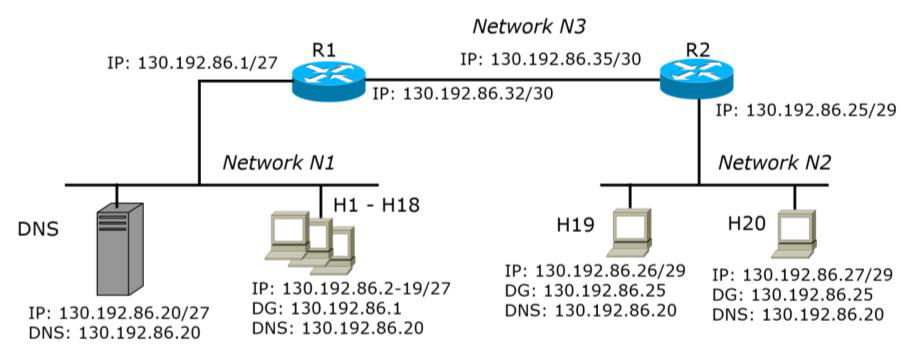 Network N3
R1
R2
IP: 130.192.86.1/27
IP: 130.192.86.35/30
IP: 130.192.86.32/30
IP: 130.192.86.25/29
Network N1
Network N2
DNS
H1 - H18
H19
H20
IP: 130.192.86.20/27
DNS: 130.192.86.20
IP: 130.192.86.2-19/27
DG: 130.192.86.1
DNS: 130.192.86.20
IP: 130.192.86.26/29
DG: 130.192.86.25
DNS: 130.192.86.20
IP: 130.192.86.27/29
DG: 130.192.86.25
DNS: 130.192.86.20